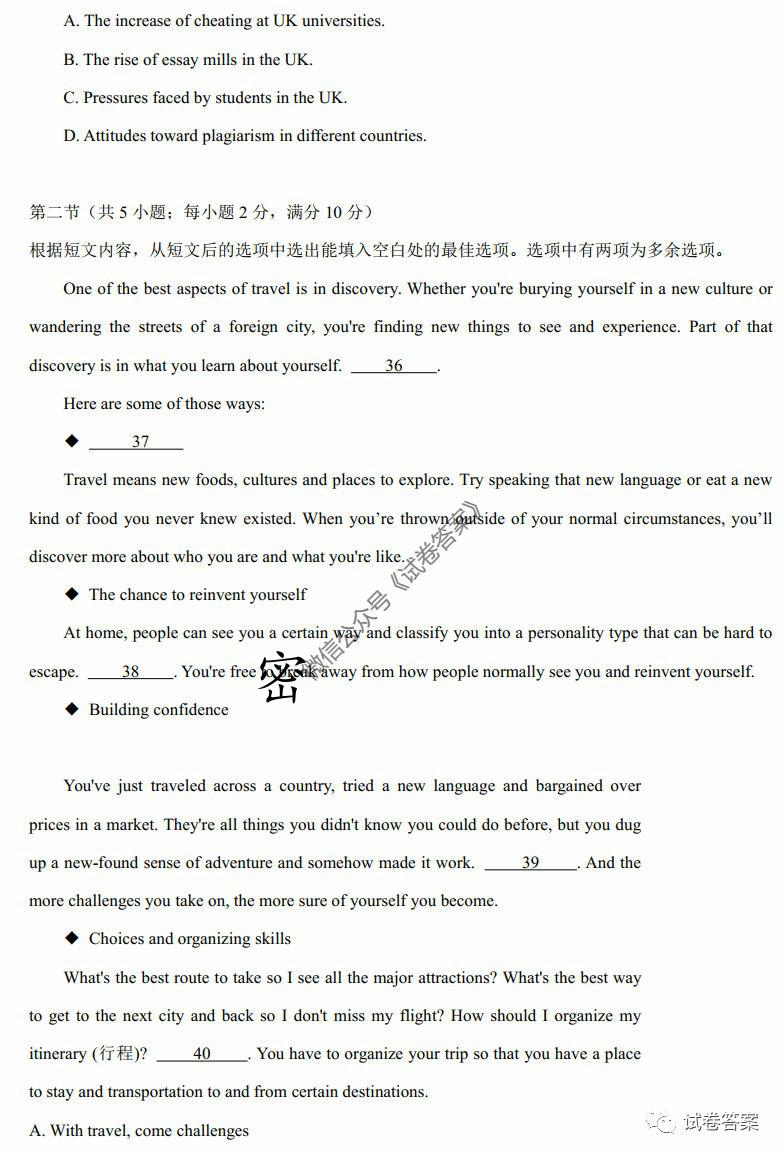 A. The increase of cheating at UK universities.
B. The rise of essay mills in the UK.
C. Pressures faced by students in the UK.
D. Attitudes toward plagiarism in different countries.
第二节（共 5 小题；每小题 2 分，满分 10 分）
根据短文内容，从短文后的选项中选出能填入空白处的最佳选项。选项中有两项为多余选项。
One of the best aspects of travel is in discovery. Whether you're burying yourself in a new culture or
wandering the streets of a foreign city, you're finding new things to see and experience. Part of that
discovery is in what you learn about yourself. 36 .
Here are some of those ways:
◆ 37
Travel means new foods, cultures and places to explore. Try speaking that new language or eat a new
kind of food you never knew existed. When you’re thrown outside of your normal circumstances, you’ll
discover more about who you are and what you're like.
◆ The chance to reinvent yourself
At home, people can see you a certain way and classify you into a personality type that can be hard to
escape. 38 . You're free to break away from how people normally see you and reinvent yourself.
◆ Building confidence
You've just traveled across a country, tried a new language and bargained over
prices in a market. They're all things you didn't know you could do before, but you dug
up a new-found sense of adventure and somehow made it work. 39 . And the
more challenges you take on, the more sure of yourself you become.
◆ Choices and organizing skills
What's the best route to take so I see all the major attractions? What's the best way
to get to the next city and back so I don't miss my flight? How should I organize my
itinerary (行程)? 40 . You have to organize your trip so that you have a place
to stay and transportation to and from certain destinations.
A. With travel, come challenges
微信公众号《试卷答案》
密
试卷答案